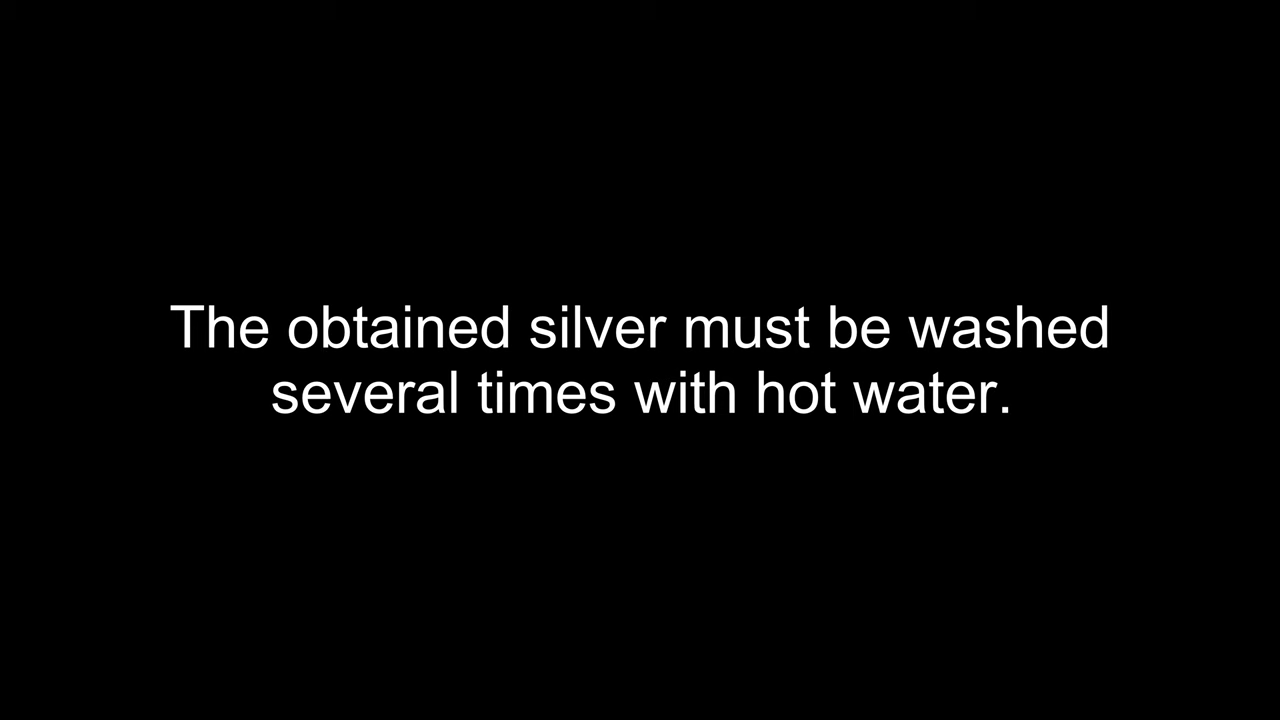 The obtained silver must be washed
several times with hot water.